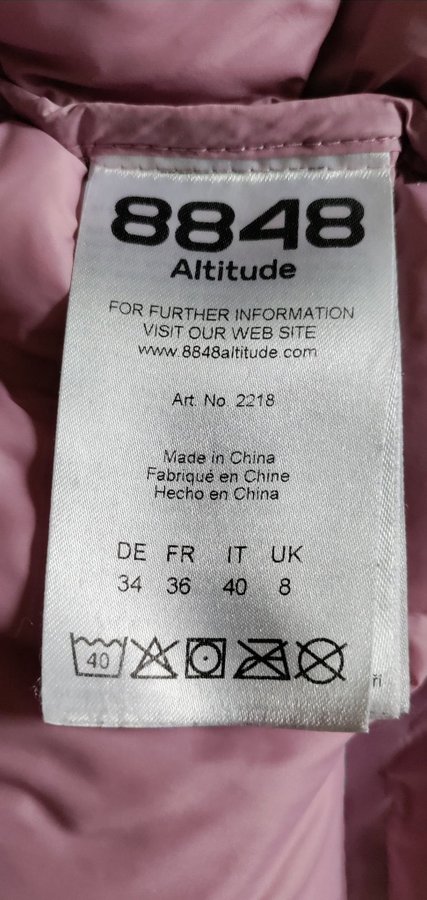 8848
Altitude
FOR FURTHER INFORMATION
VISIT OUR WEB SITE
www.8848altitude.com
Art. No. 2218
Made in China
Fabriqué en Chine
Hecho en China
DE FR IT UK
34 36 40 8
40